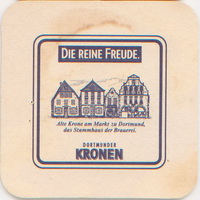 DIE REINE FREUDE.
Alte Krone am Markt zu Dortmund,
das Stammhaus der Brauerei.
DORTMUNDER
KRONEN